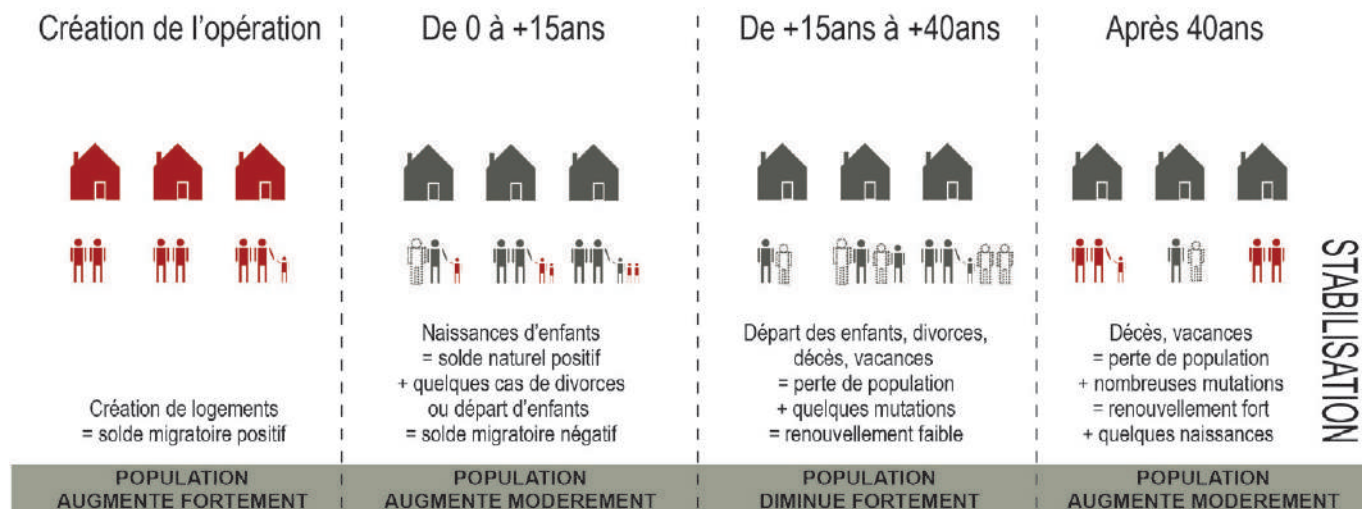 Création de l'opération
Création de logements
= solde migratoire positif
POPULATION
AUGMENTE FORTEMENT
De 0 à +15ans
Naissances d'enfants
= solde naturel positif
+ quelques cas de divorces
ou départ d'enfants
= solde migratoire négatif
POPULATION
AUGMENTE MODEREMENT
De +15ans à +40ans
Départ des enfants, divorces,
décès, vacances
= perte de population
+ quelques mutations
= renouvellement faible
POPULATION
DIMINUE FORTEMENT
Après 40ans
Décès, vacances
= perte de population
+ nombreuses mutations
= renouvellement fort
+ quelques naissances
POPULATION
AUGMENTE MODEREMENT
STABILISATION